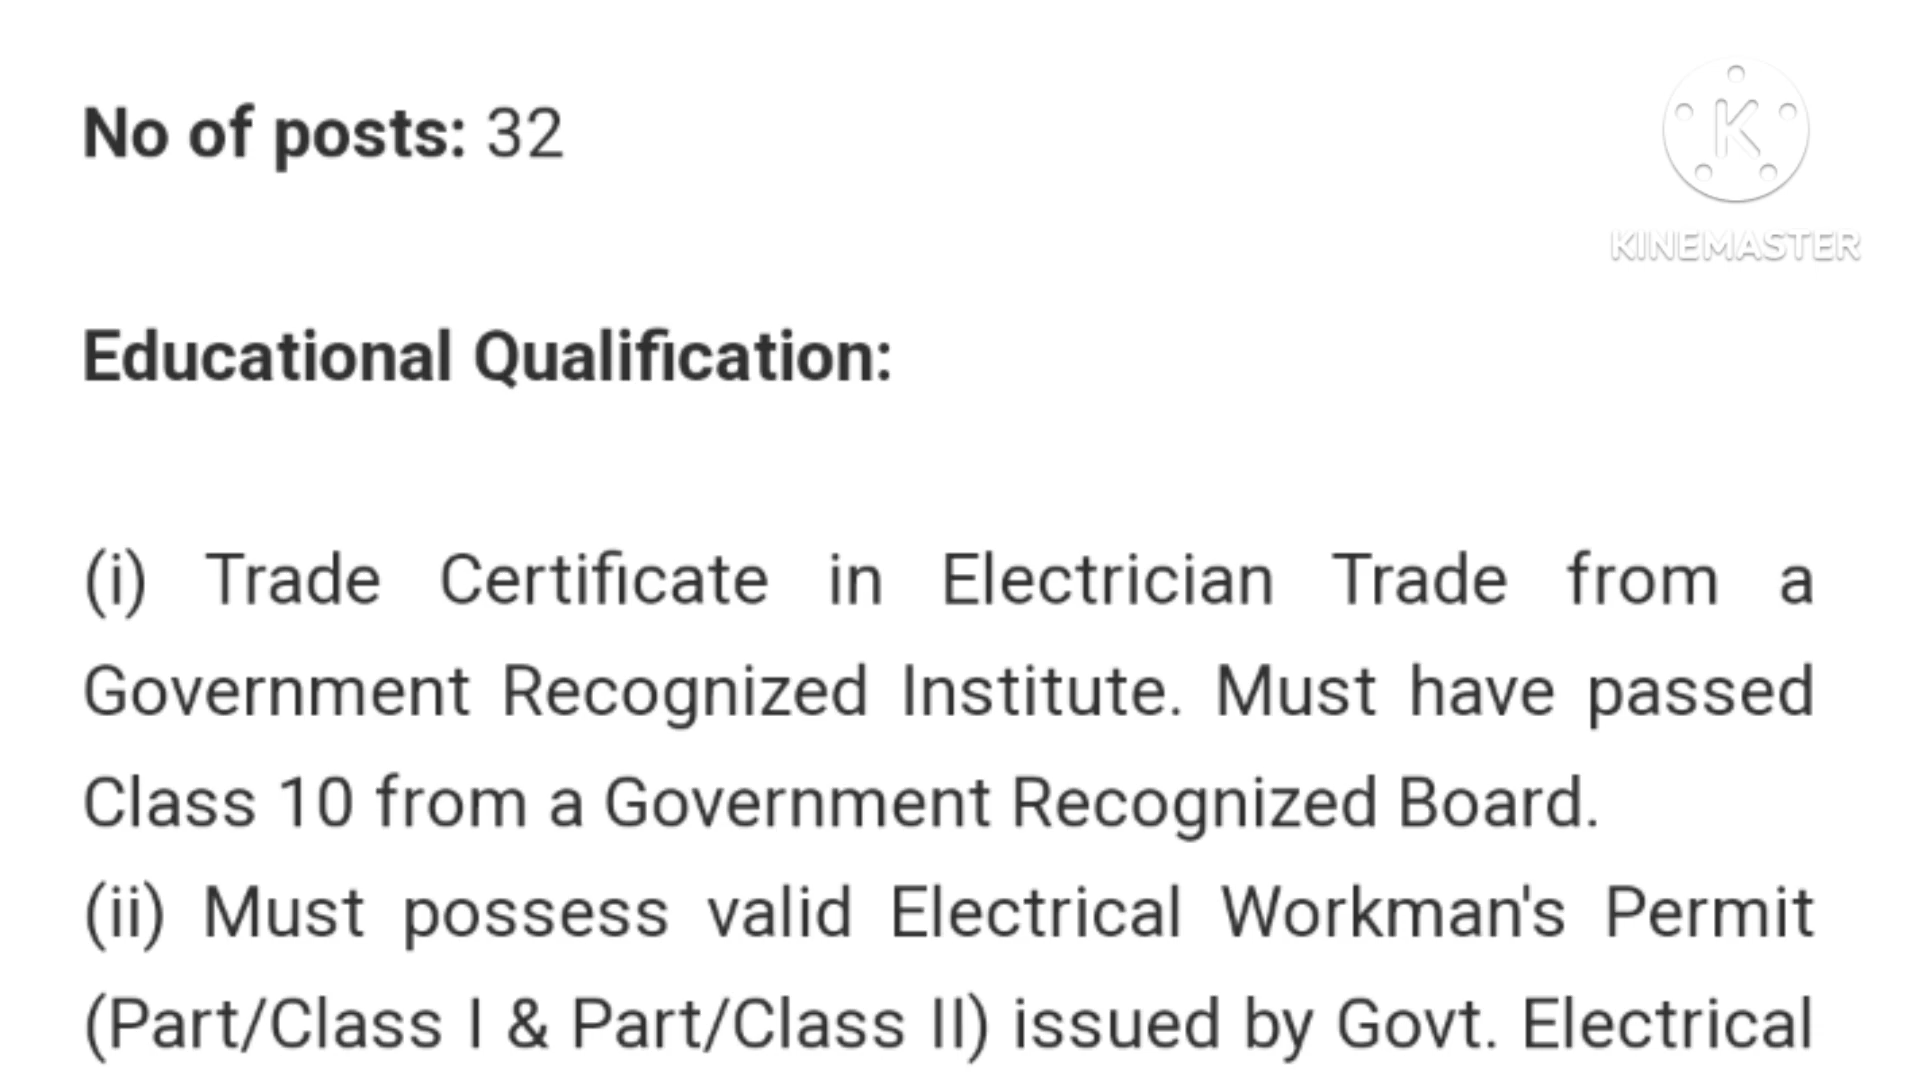 No of posts: 32
K
KINEMASTER
Educational Qualification:
(i) Trade Certificate in Electrician Trade from a
Government Recognized Institute. Must have passed
Class 10 from a Government Recognized Board.
(ii) Must possess valid Electrical Workman's Permit
(Part/Class I & Part/Class II) issued by Govt. Electrical